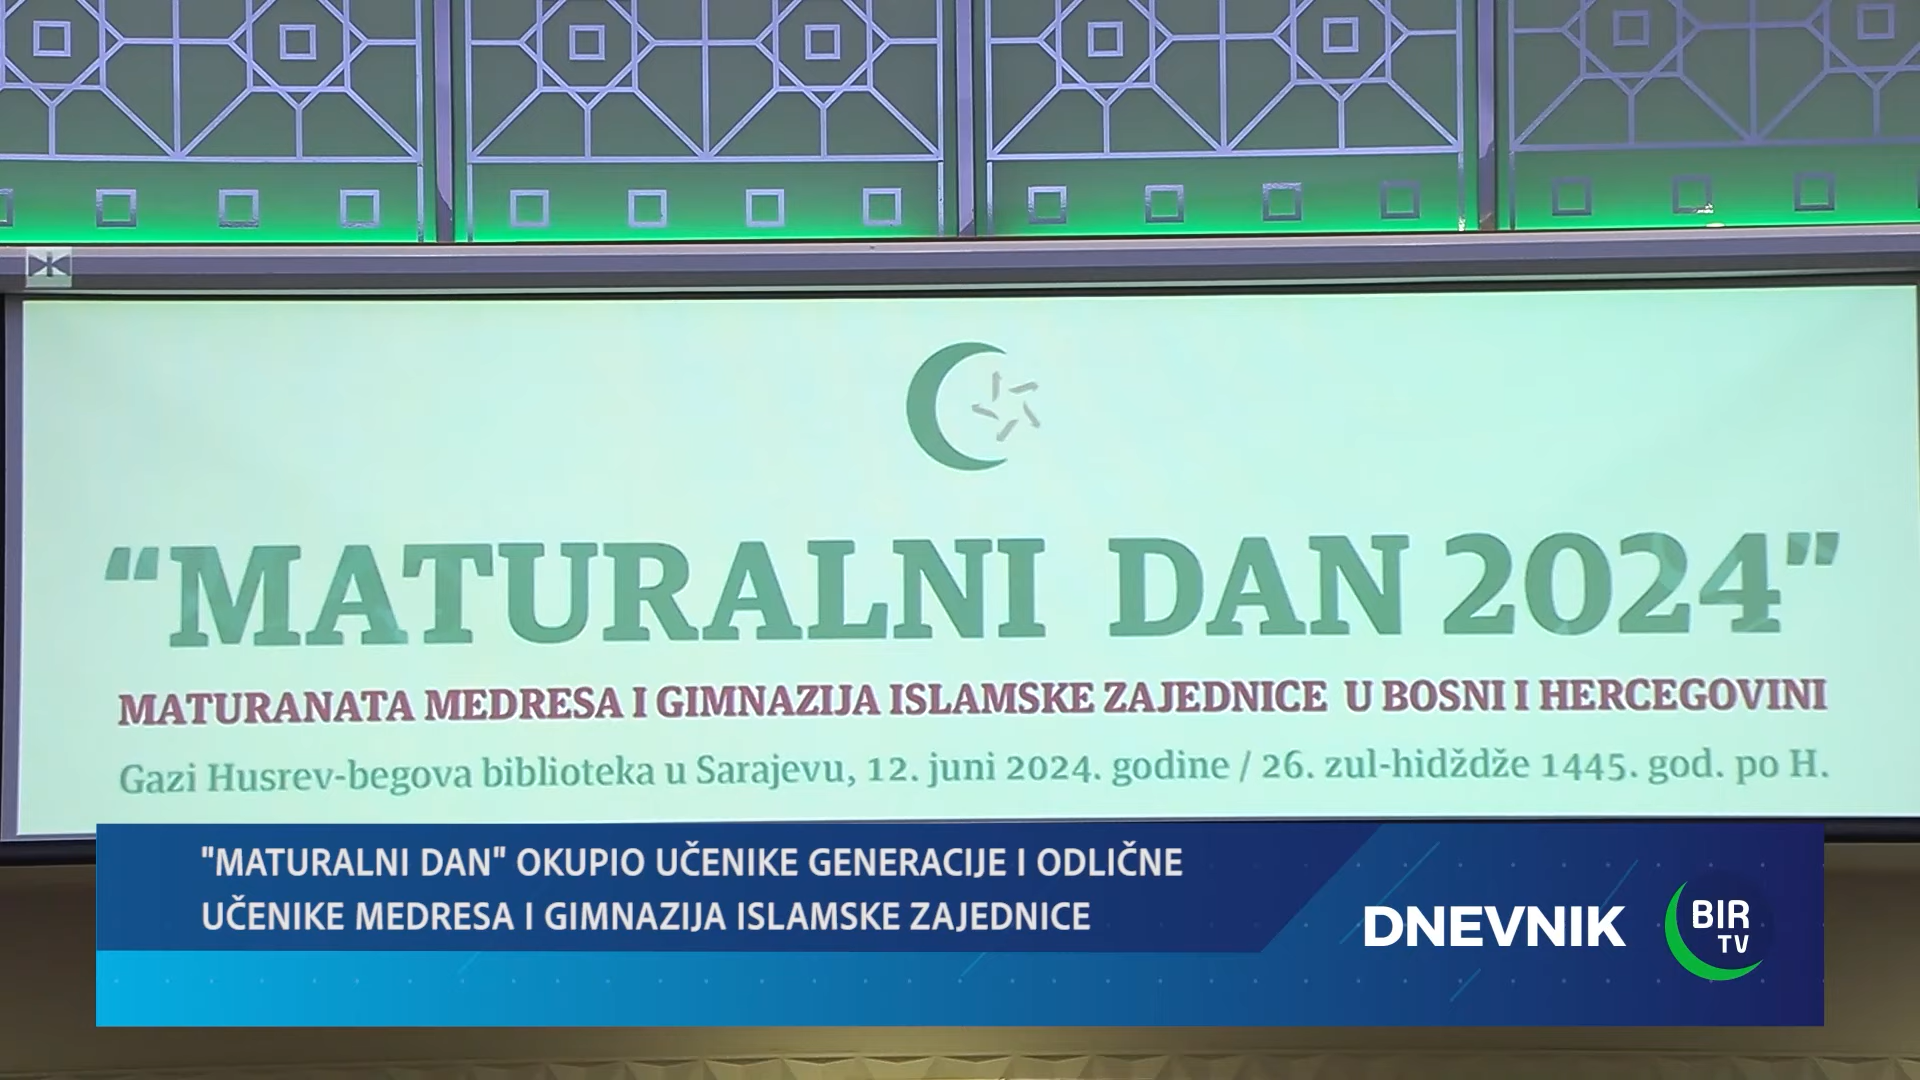 “MATURALNI DAN 2024”
MATURANATA MEDRESA I GIMNAZIJA ISLAMSKE ZAJEDNICE U BOSNI I HERCEGOVINI
Gazi Husrev-begova biblioteka u Sarajevu, 12. juni 2024. godine / 26. zul-hidždže 1445. god. po H.
"MATURALNI DAN" OKUPIO UČENIKE GENERACIJE I ODLIČNE
UČENIKE MEDRESA I GIMNAZIJA ISLAMSKE ZAJEDNICE
DNEVNIK
BIR
TV